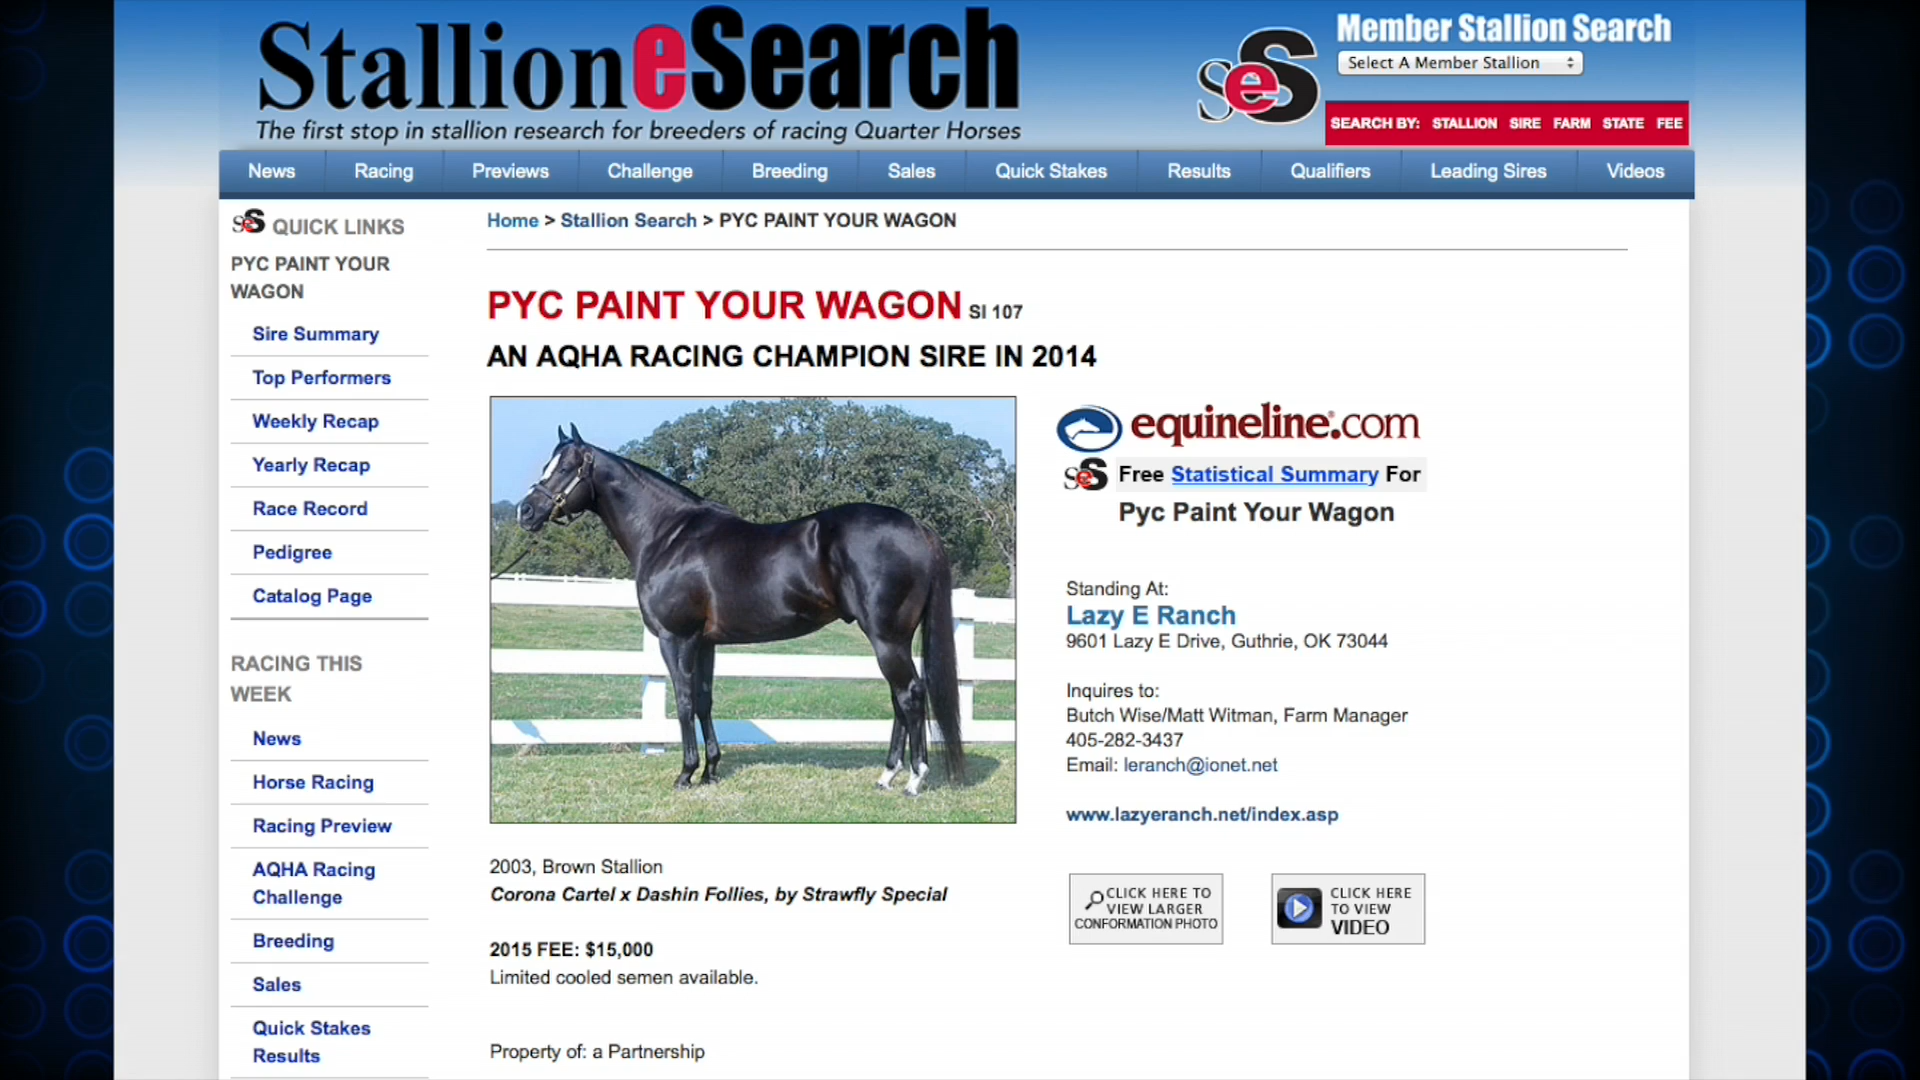 StallioneSearch
The first stop in stallion research for breeders of racing Quarter Horses
SeS
Member Stallion Search
Select A Member Stallion
SEARCH BY: STALLION SIRE FARM STATE FEE
News Racing Previews Challenge Breeding Sales Quick Stakes Results Qualifiers Leading Sires Videos
SeS QUICK LINKS
PYC PAINT YOUR
WAGON
Sire Summary
Top Performers
Weekly Recap
Yearly Recap
Race Record
Pedigree
Catalog Page
RACING THIS
WEEK
News
Horse Racing
Racing Preview
AQHA Racing
Challenge
Breeding
Sales
Quick Stakes
Results
Home > Stallion Search > PYC PAINT YOUR WAGON
PYC PAINT YOUR WAGON SI 107
AN AQHA RACING CHAMPION SIRE IN 2014
equineline.com
SeS Free Statistical Summary For
Pyc Paint Your Wagon
Standing At:
Lazy E Ranch
9601 Lazy E Drive, Guthrie, OK 73044
Inquires to:
Butch Wise/Matt Witman, Farm Manager
405-282-3437
Email: leranch@ionet.net
www.lazyeranch.net/index.asp
CLICK HERE TO
VIEW LARGER
CONFORMATION PHOTO
CLICK HERE
TO VIEW
VIDEO
2003, Brown Stallion
Corona Cartel x Dashin Follies, by Strawfly Special
2015 FEE: $15,000
Limited cooled semen available.
Property of: a Partnership